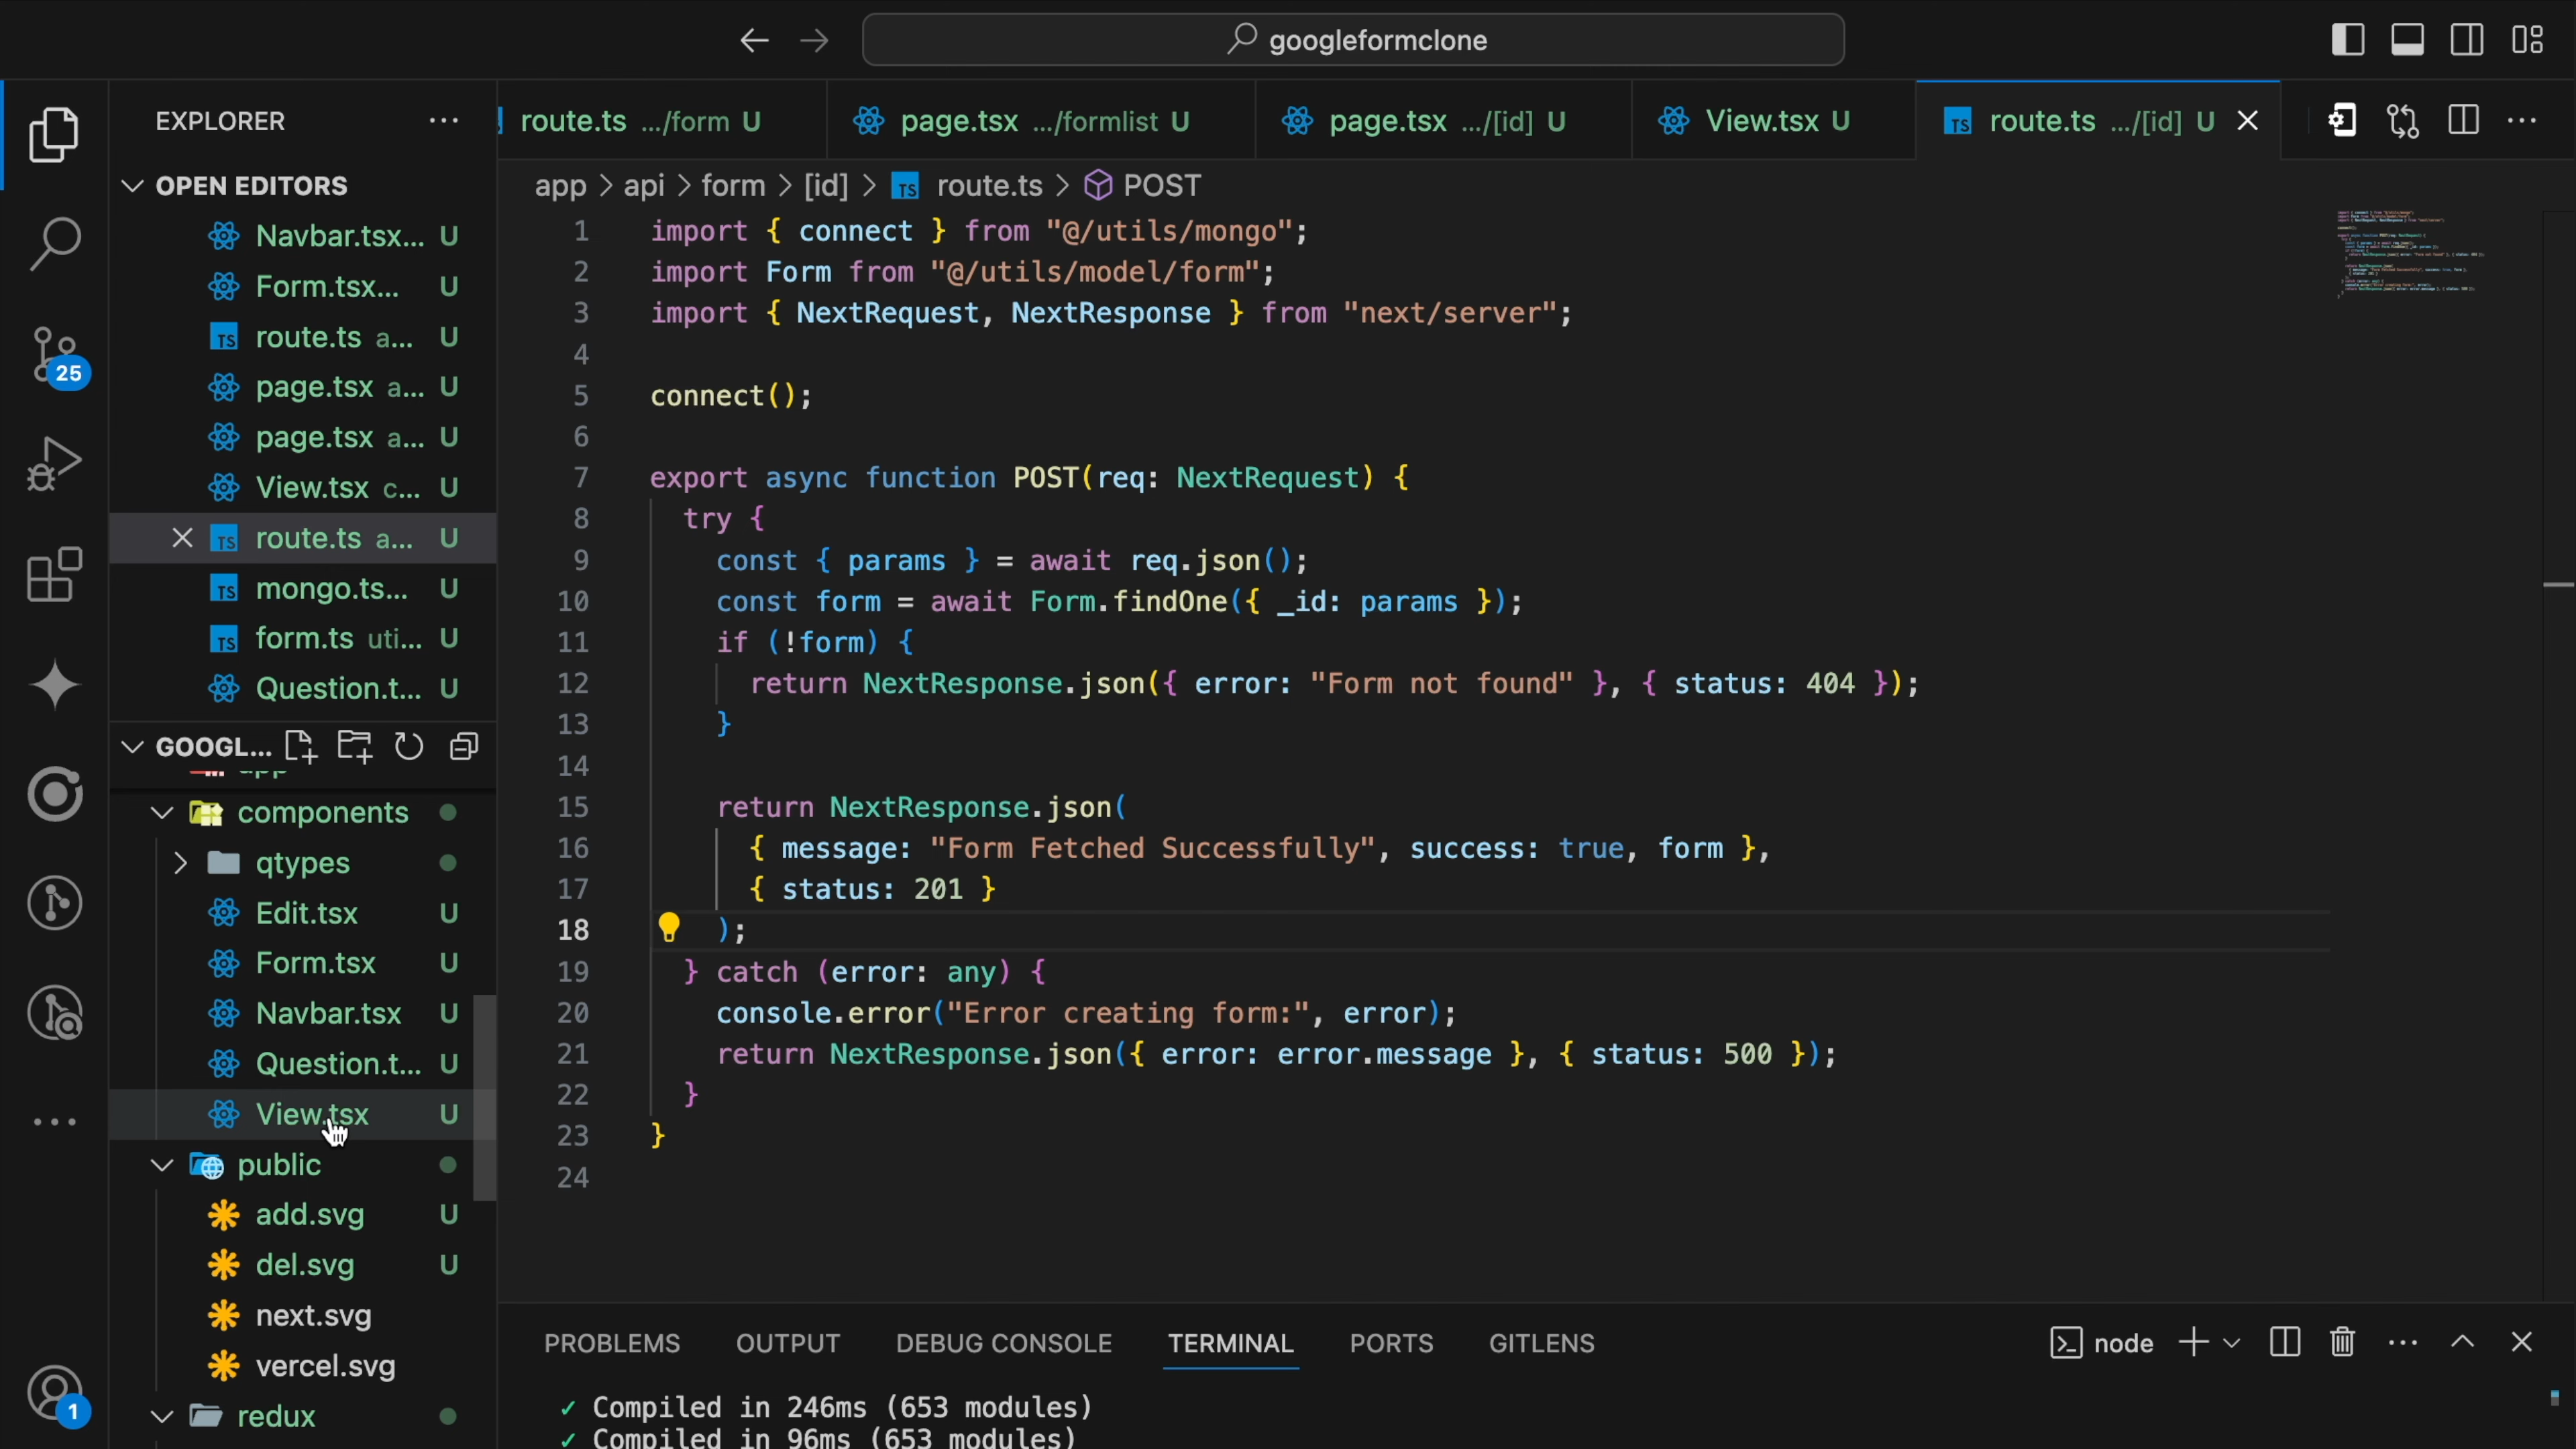 googleformclone
EXPLORER
route.ts .../form U
page.tsx .../formlist U
page.tsx .../[id] U
View.tsx U
route.ts .../[id] U
OPEN EDITORS
Navbar.tsx... U
Form.tsx... U
route.ts a... U
page.tsx a... U
page.tsx a... U
View.tsx c... U
route.ts a... U
mongo.ts... U
form.ts uti... U
Question.t... U
GOOGL...
app
components
qtypes
Edit.tsx U
Form.tsx U
Navbar.tsx U
Question.t... U
View.tsx U
public
add.svg U
del.svg U
next.svg
vercel.svg
redux
25
1
app > api > form > [id] > TS route.ts > POST
1 import { connect } from "@/utils/mongo";
2 import Form from "@/utils/model/form";
3 import { NextRequest, NextResponse } from "next/server";
4
5 connect();
6
7 export async function POST(req: NextRequest) {
8 try {
9 const { params } = await req.json();
10 const form = await Form.findOne({ _id: params });
11 if (!form) {
12 return NextResponse.json({ error: "Form not found" }, { status: 404 });
13 }
14
15 return NextResponse.json(
16 { message: "Form Fetched Successfully", success: true, form },
17 { status: 201 }
18 );
19 } catch (error: any) {
20 console.error("Error creating form:", error);
21 return NextResponse.json({ error: error.message }, { status: 500 });
22 }
23 }
24
PROBLEMS OUTPUT DEBUG CONSOLE TERMINAL PORTS GITLENS
node
✓ Compiled in 246ms (653 modules)
✓ Compiled in 96ms (653 modules)